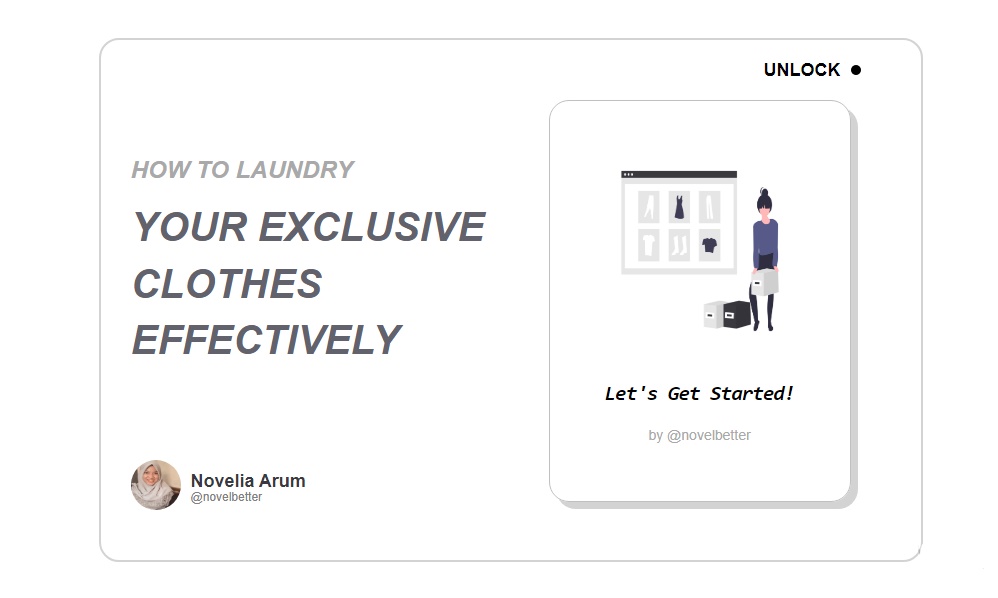 UNLOCK
HOW TO LAUNDRY
YOUR EXCLUSIVE
CLOTHES
EFFECTIVELY
Let's Get Started!
by @novelbetter
Novelia Arum
@novelbetter